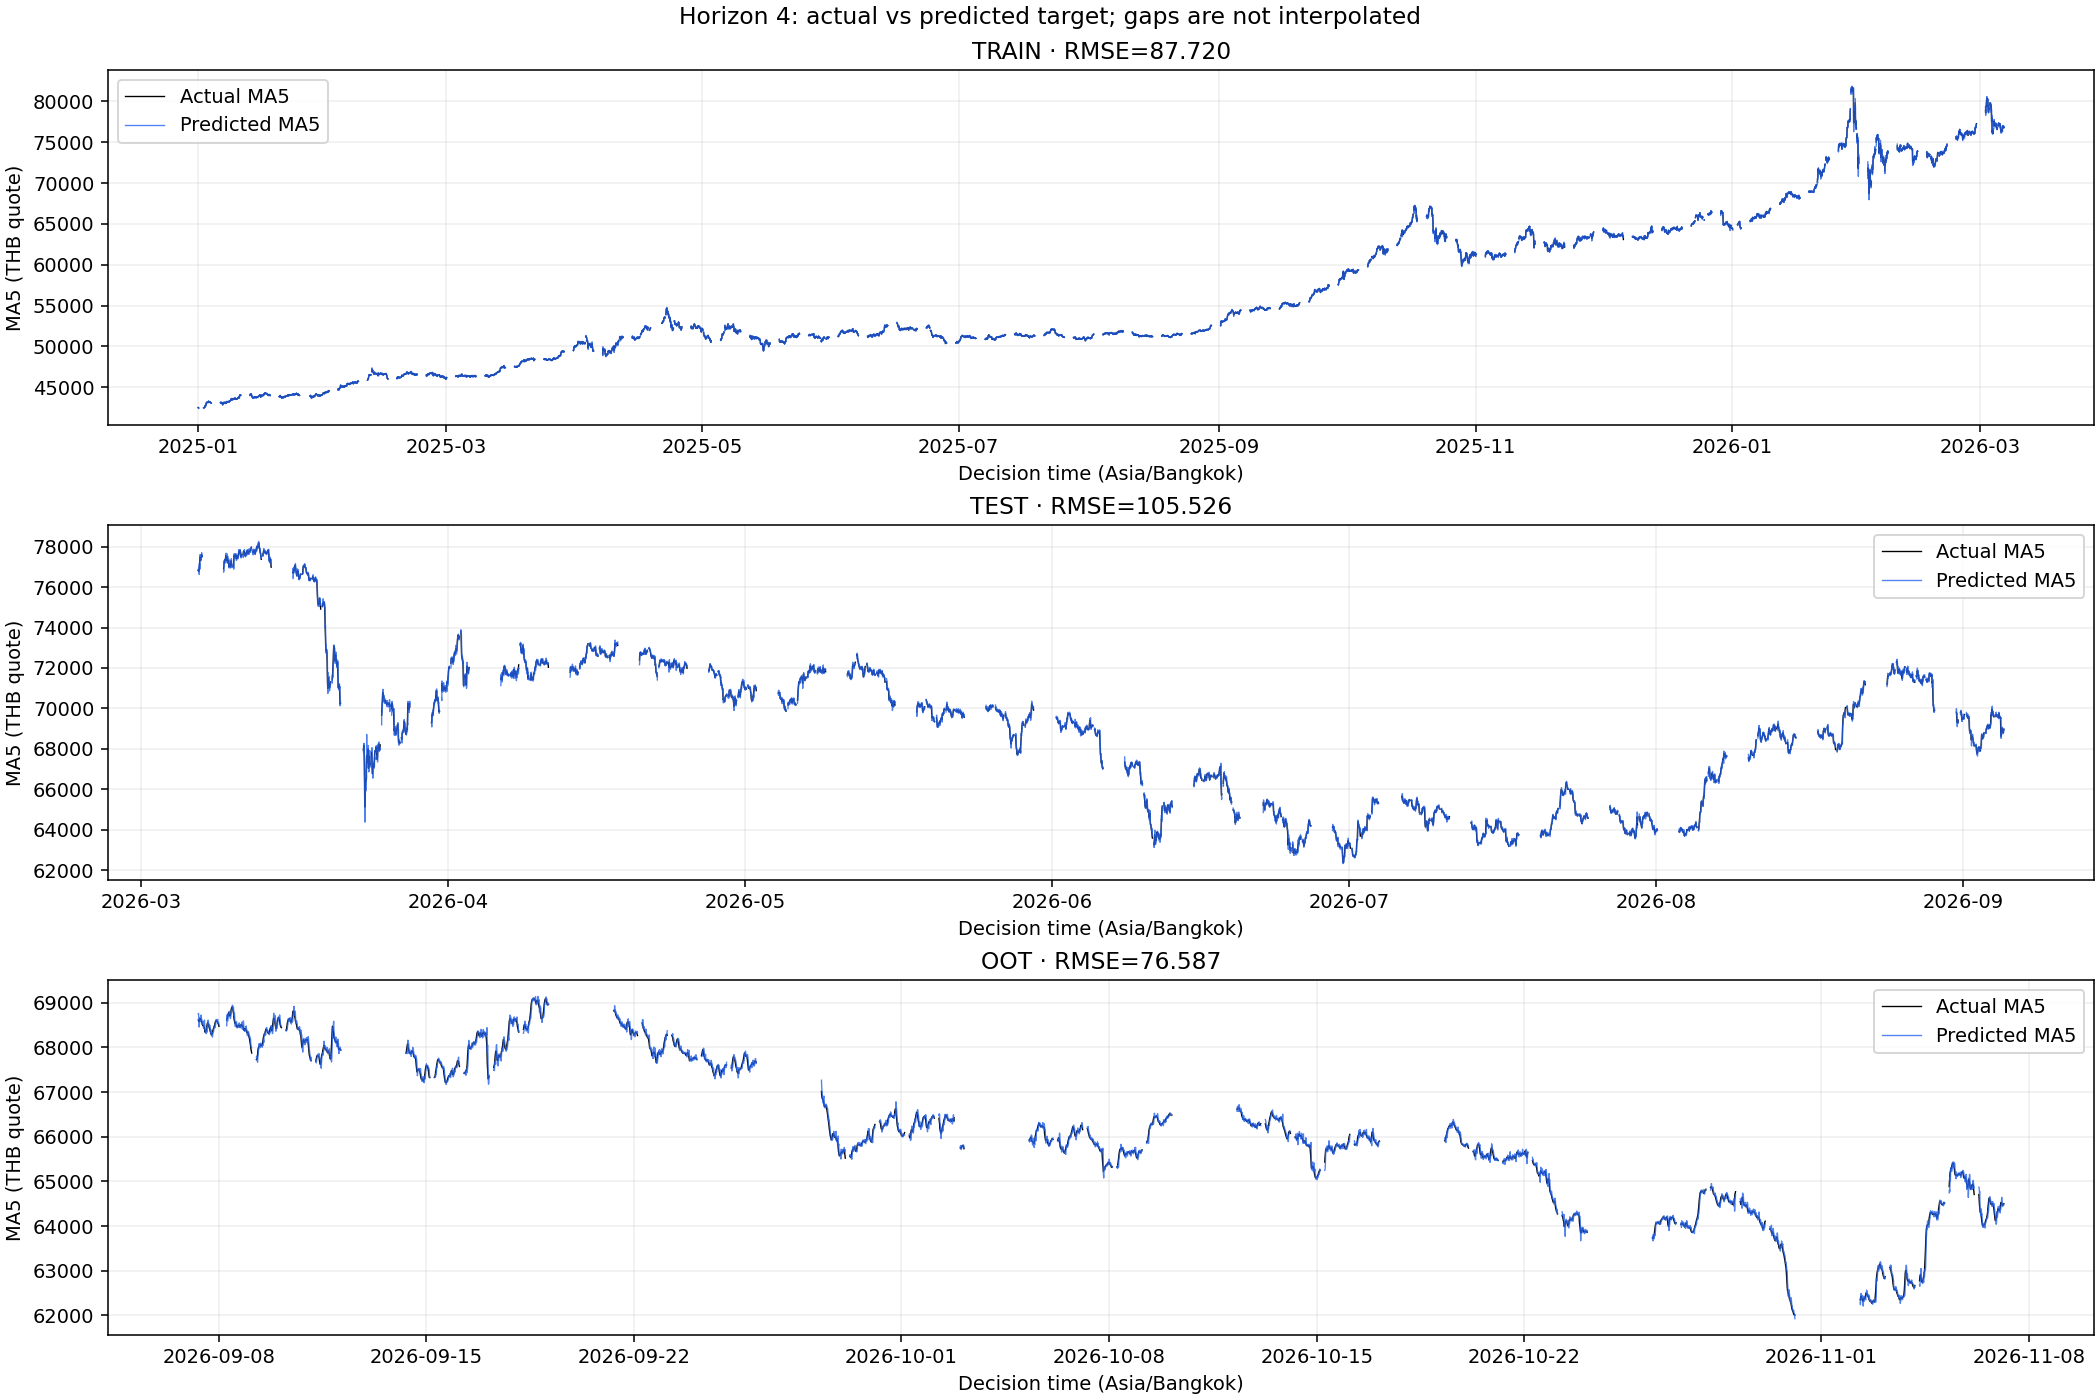 Horizon 4: actual vs predicted target; gaps are not interpolated
TRAIN · RMSE=87.720
Actual MA5
Predicted MA5
MA5 (THB quote)
80000
75000
70000
65000
60000
55000
50000
45000
2025-01 2025-03 2025-05 2025-07 2025-09 2025-11 2026-01 2026-03
Decision time (Asia/Bangkok)
TEST · RMSE=105.526
Actual MA5
Predicted MA5
MA5 (THB quote)
78000
76000
74000
72000
70000
68000
66000
64000
62000
2026-03 2026-04 2026-05 2026-06 2026-07 2026-08 2026-09
Decision time (Asia/Bangkok)
OOT · RMSE=76.587
Actual MA5
Predicted MA5
MA5 (THB quote)
69000
68000
67000
66000
65000
64000
63000
62000
2026-09-08 2026-09-15 2026-09-22 2026-10-01 2026-10-08 2026-10-15 2026-10-22 2026-11-01 2026-11-08
Decision time (Asia/Bangkok)